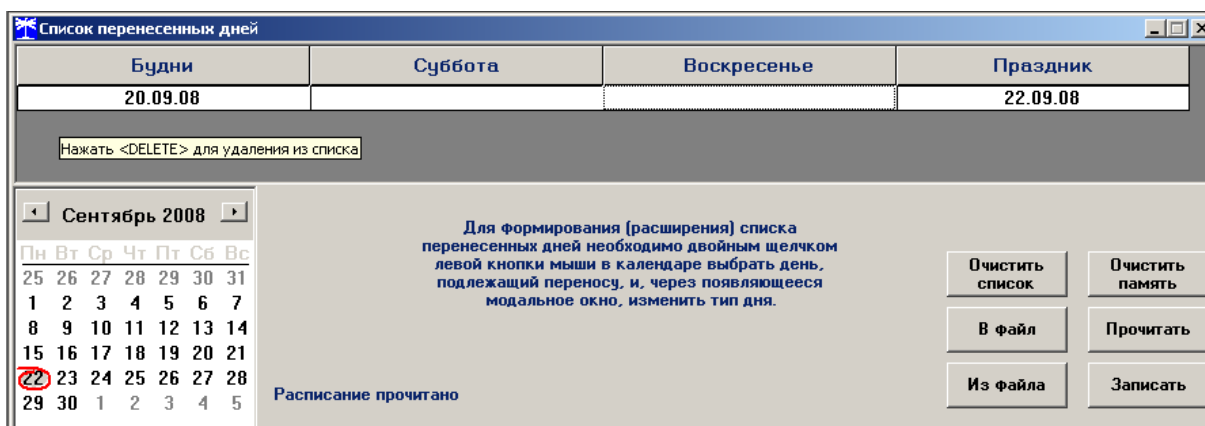 Список перенесенных дней
Будни Суббота Воскресенье Праздник
20.09.08 22.09.08
Нажать <DELETE> для удаления из списка
Сентябрь 2008
Пн Вт Ср Чт Пт Сб Вс
25 26 27 28 29 30 31
1 2 3 4 5 6 7
8 9 10 11 12 13 14
15 16 17 18 19 20 21
22 23 24 25 26 27 28
29 30 1 2 3 4 5
Для формирования (расширения) списка
перенесенных дней необходимо двойным щелчком
левой кнопки мыши в календаре выбрать день,
подлежащий переносу, и, через появляющееся
модальное окно, изменить тип дня.
Расписание прочитано
Очистить
список
Очистить
память
В файл
Прочитать
Из файла
Записать